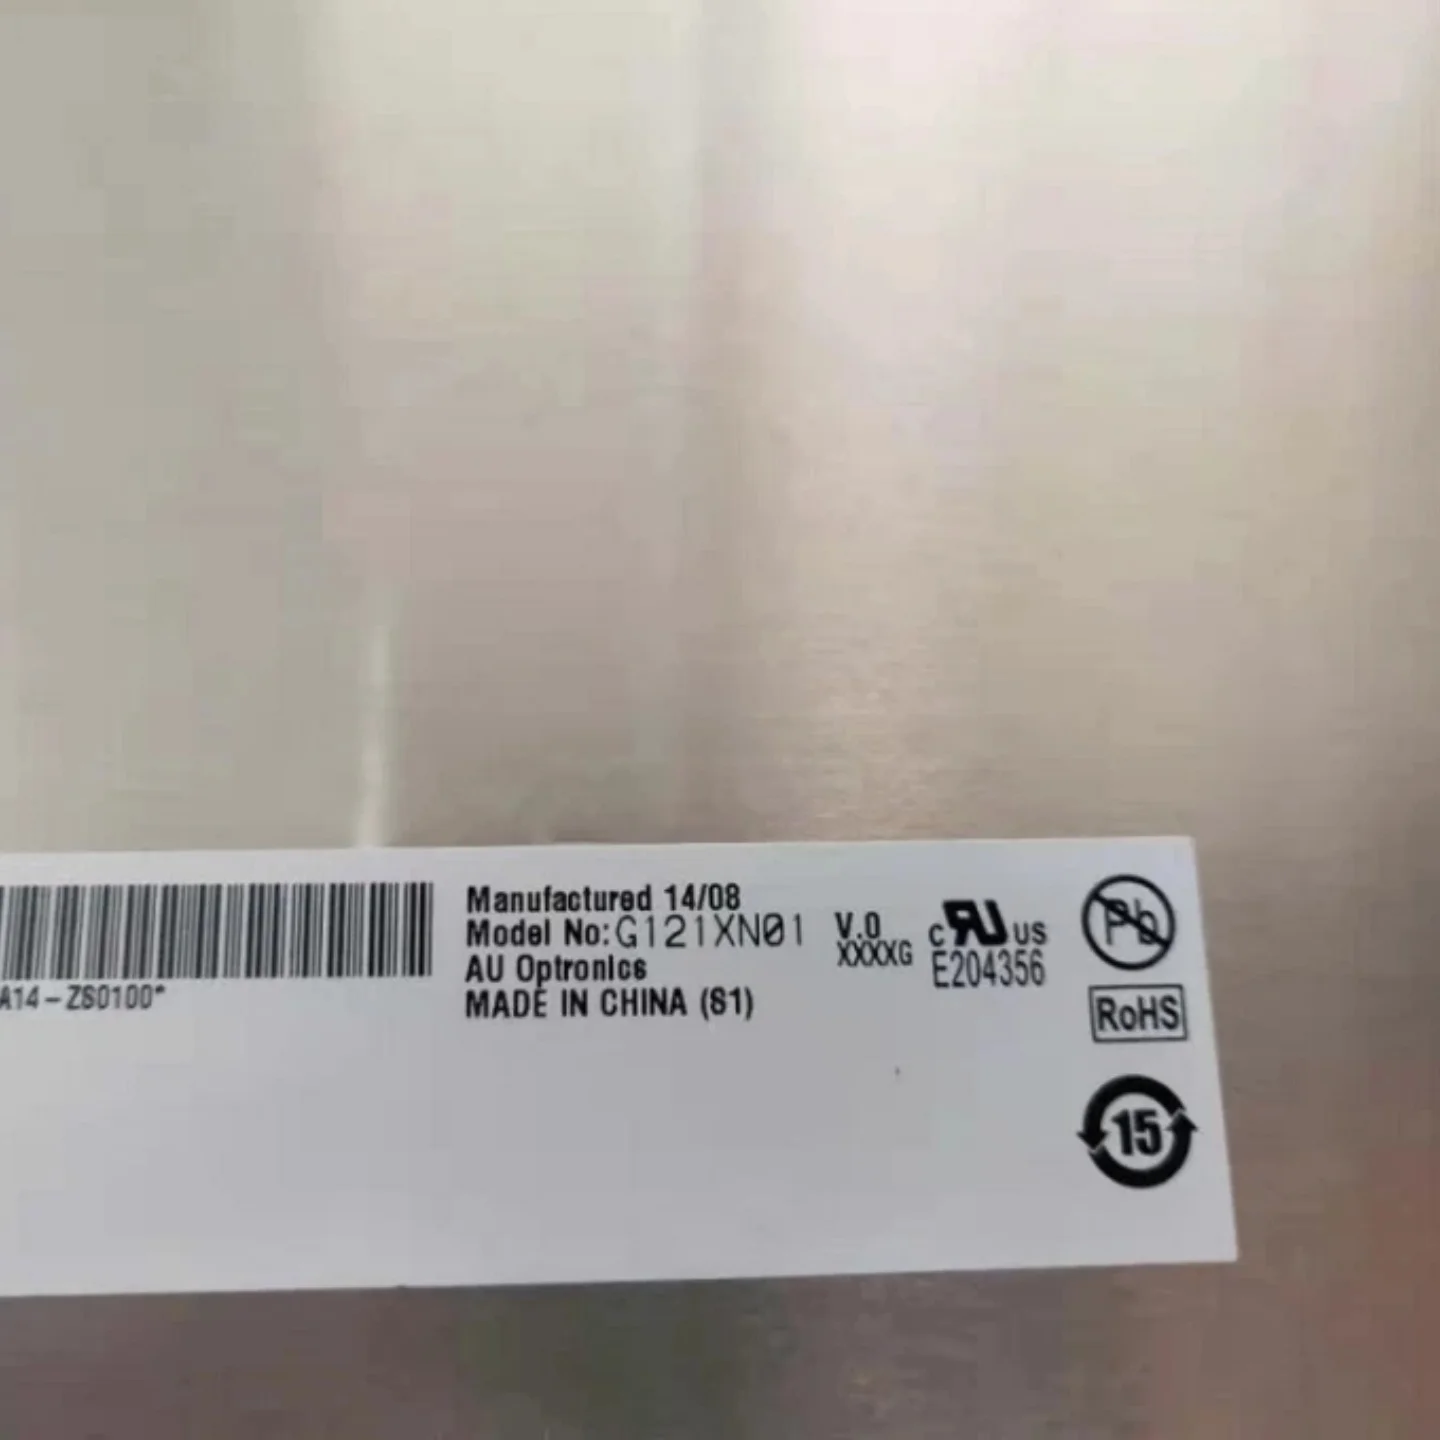 A14-ZS0100*
Manufactured 14/08
Model No:G121XN01 V.0
XXXXG
AU Optronics
MADE IN CHINA (S1)
c RU US
E204356
Pb
RoHS
15